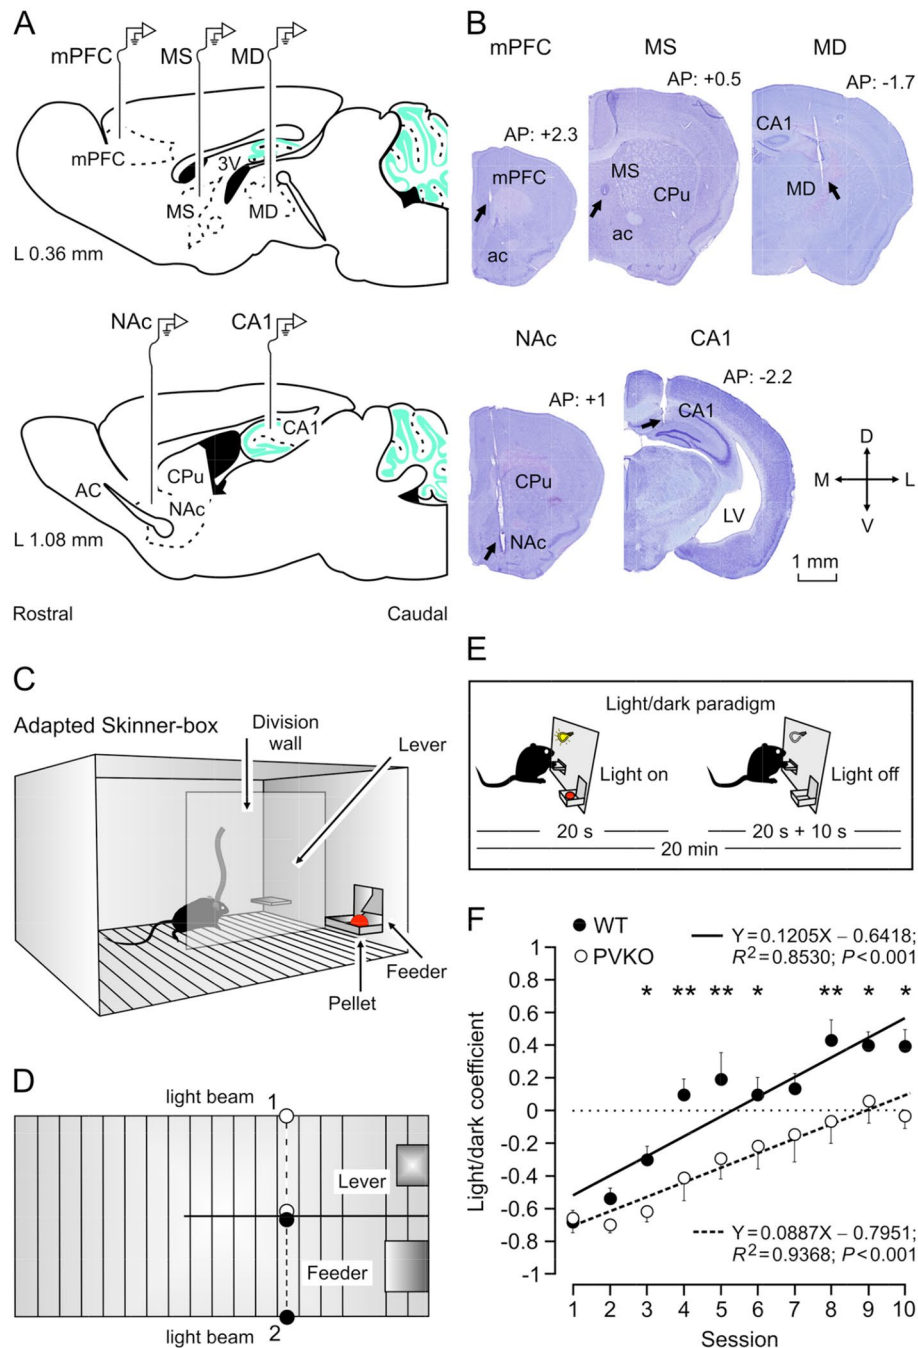 A
mPFC MS MD
mPFC
3V
MS MD
L 0.36 mm
NAc CA1
CA1
CPu
AC
NAc
L 1.08 mm
Rostral Caudal
B
mPFC MS MD
AP: +2.3
AP: +0.5
AP: -1.7
mPFC
ac
MS
CPu
ac
CA1
MD
NAc CA1
AP: +1
AP: -2.2
CPu
NAc
CA1
LV
D
M L
V
1 mm
C
Adapted Skinner-box
Division
wall
Lever
Feeder
Pellet
D
light beam 1
Lever
Feeder
light beam 2
E
Light/dark paradigm
Light on
Light off
20 s
20 s + 10 s
20 min
F
WT
PVKO
Y=0.1205X – 0.6418;
R²=0.8530; P<0.001
* ** ** * ** * *
Light/dark coefficient
1
0.6
0.4
0.2
0
-0.2
-0.4
-0.6
-0.8
-1
Y=0.0887X – 0.7951;
R²=0.9368; P<0.001
1 2 3 4 5 6 7 8 9 10
Session